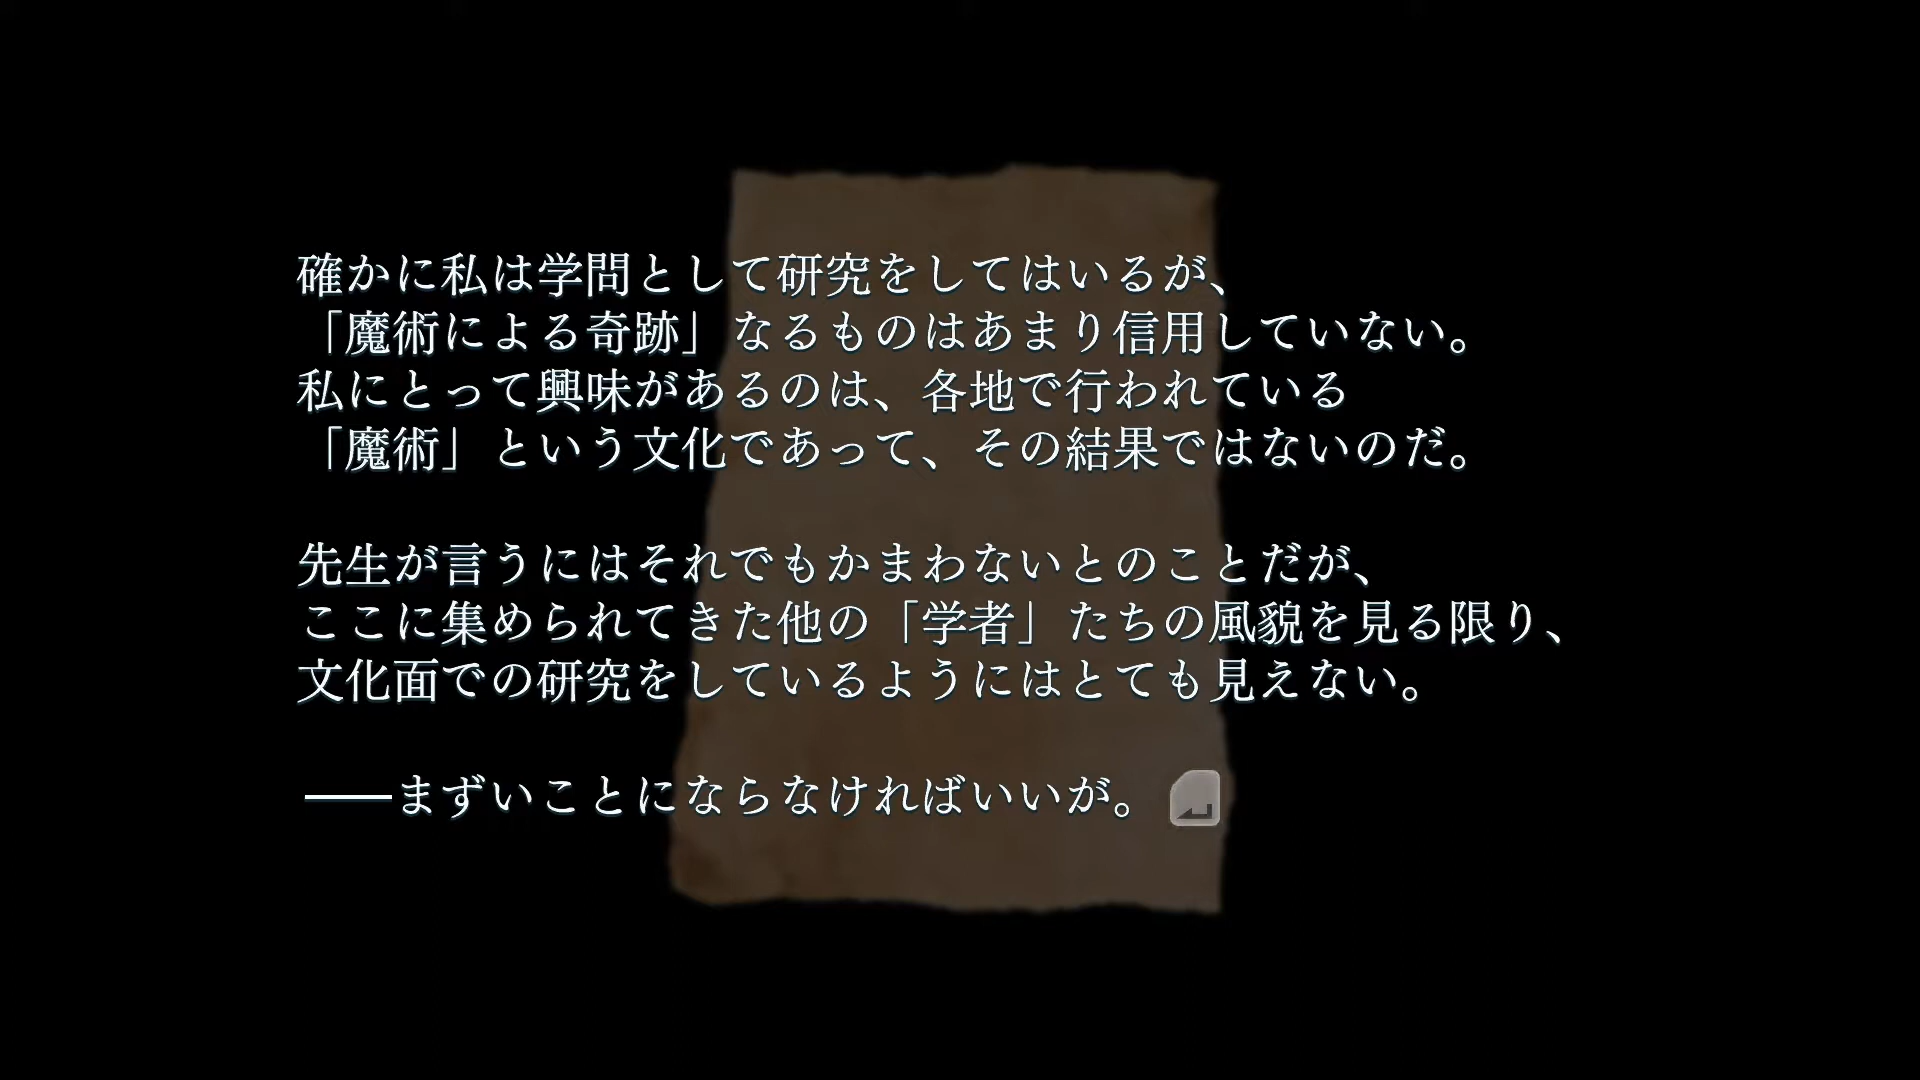 確かに私は学問として研究をしてはいるが、
「魔術による奇跡」なるものはあまり信用していない。
私にとって興味があるのは、各地で行われている
「魔術」という文化であって、その結果ではないのだ。
先生が言うにはそれでもかまわないとのことだが、
ここに集められてきた他の「学者」たちの風貌を見る限り、
文化面での研究をしているようにはとても見えない。
――まずいことにならなければいいが。